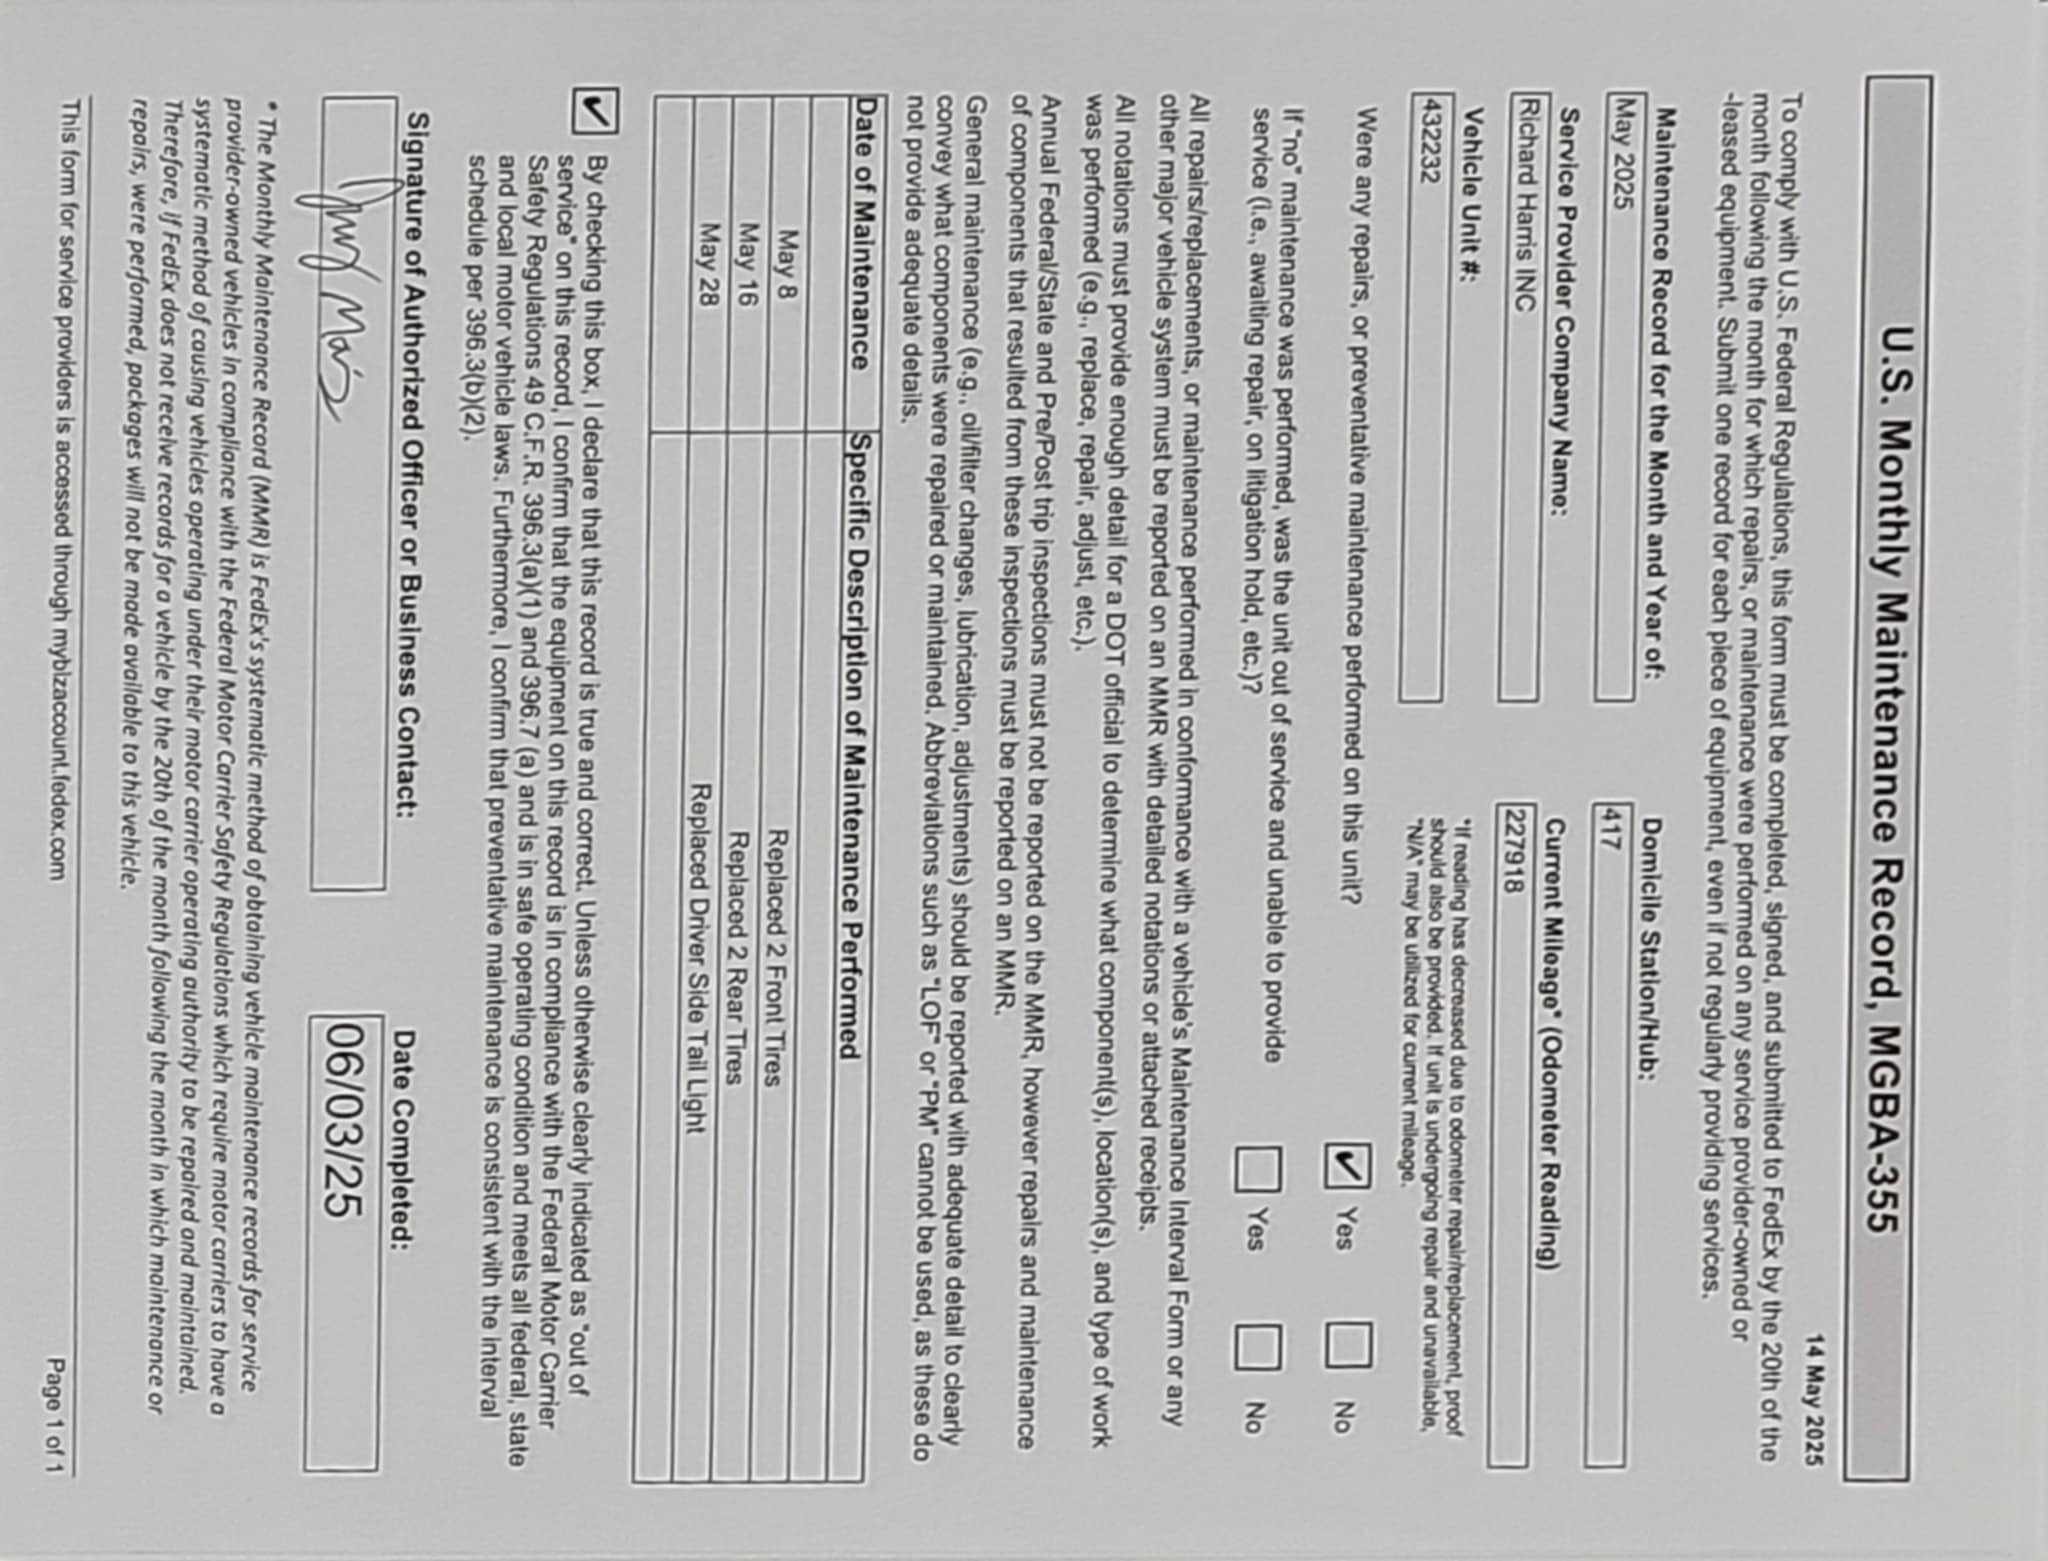 U.S. Monthly Maintenance Record, MGBA-355
14 May 2025
To comply with U.S. Federal Regulations, this form must be completed, signed, and submitted to FedEx by the 20th of the
month following the month for which repairs, or maintenance were performed on any service provider-owned or
-leased equipment. Submit one record for each piece of equipment, even if not regularly providing services.
Maintenance Record for the Month and Year of:
May 2025
Domicile Station/Hub:
417
Service Provider Company Name:
Richard Harris INC
Current Mileage* (Odometer Reading)
227918
Vehicle Unit #:
432232
*If reading has decreased due to odometer repair/replacement, proof
should also be provided. If unit is undergoing repair and unavailable,
"N/A" may be utilized for current mileage.
Were any repairs, or preventative maintenance performed on this unit? ✓ Yes No
If "no" maintenance was performed, was the unit out of service and unable to provide
service (i.e., awaiting repair, on litigation hold, etc.)? Yes No
All repairs/replacements, or maintenance performed in conformance with a vehicle's Maintenance Interval Form or any
other major vehicle system must be reported on an MMR with detailed notations or attached receipts.
All notations must provide enough detail for a DOT official to determine what component(s), location(s), and type of work
was performed (e.g., replace, repair, adjust, etc.).
Annual Federal/State and Pre/Post trip inspections must not be reported on the MMR, however repairs and maintenance
of components that resulted from these inspections must be reported on an MMR.
General maintenance (e.g., oil/filter changes, lubrication, adjustments) should be reported with adequate detail to clearly
convey what components were repaired or maintained. Abbreviations such as "LOF" or "PM" cannot be used, as these do
not provide adequate details.
Date of Maintenance Specific Description of Maintenance Performed
May 8 Replaced 2 Front Tires
May 16 Replaced 2 Rear Tires
May 28 Replaced Driver Side Tail Light
✓ By checking this box, I declare that this record is true and correct. Unless otherwise clearly indicated as "out of
service" on this record, I confirm that the equipment on this record is in compliance with the Federal Motor Carrier
Safety Regulations 49 C.F.R. 396.3(a)(1) and 396.7 (a) and is in safe operating condition and meets all federal, state
and local motor vehicle laws. Furthermore, I confirm that preventative maintenance is consistent with the interval
schedule per 396.3(b)(2).
Signature of Authorized Officer or Business Contact:
Date Completed:
06/03/25
* The Monthly Maintenance Record (MMR) is FedEx's systematic method of obtaining vehicle maintenance records for service
provider-owned vehicles in compliance with the Federal Motor Carrier Safety Regulations which require motor carriers to have a
systematic method of causing vehicles operating under their motor carrier operating authority to be repaired and maintained.
Therefore, if FedEx does not receive records for a vehicle by the 20th of the month following the month in which maintenance or
repairs, were performed, packages will not be made available to this vehicle.
This form for service providers is accessed through mybizaccount.fedex.com
Page 1 of 1